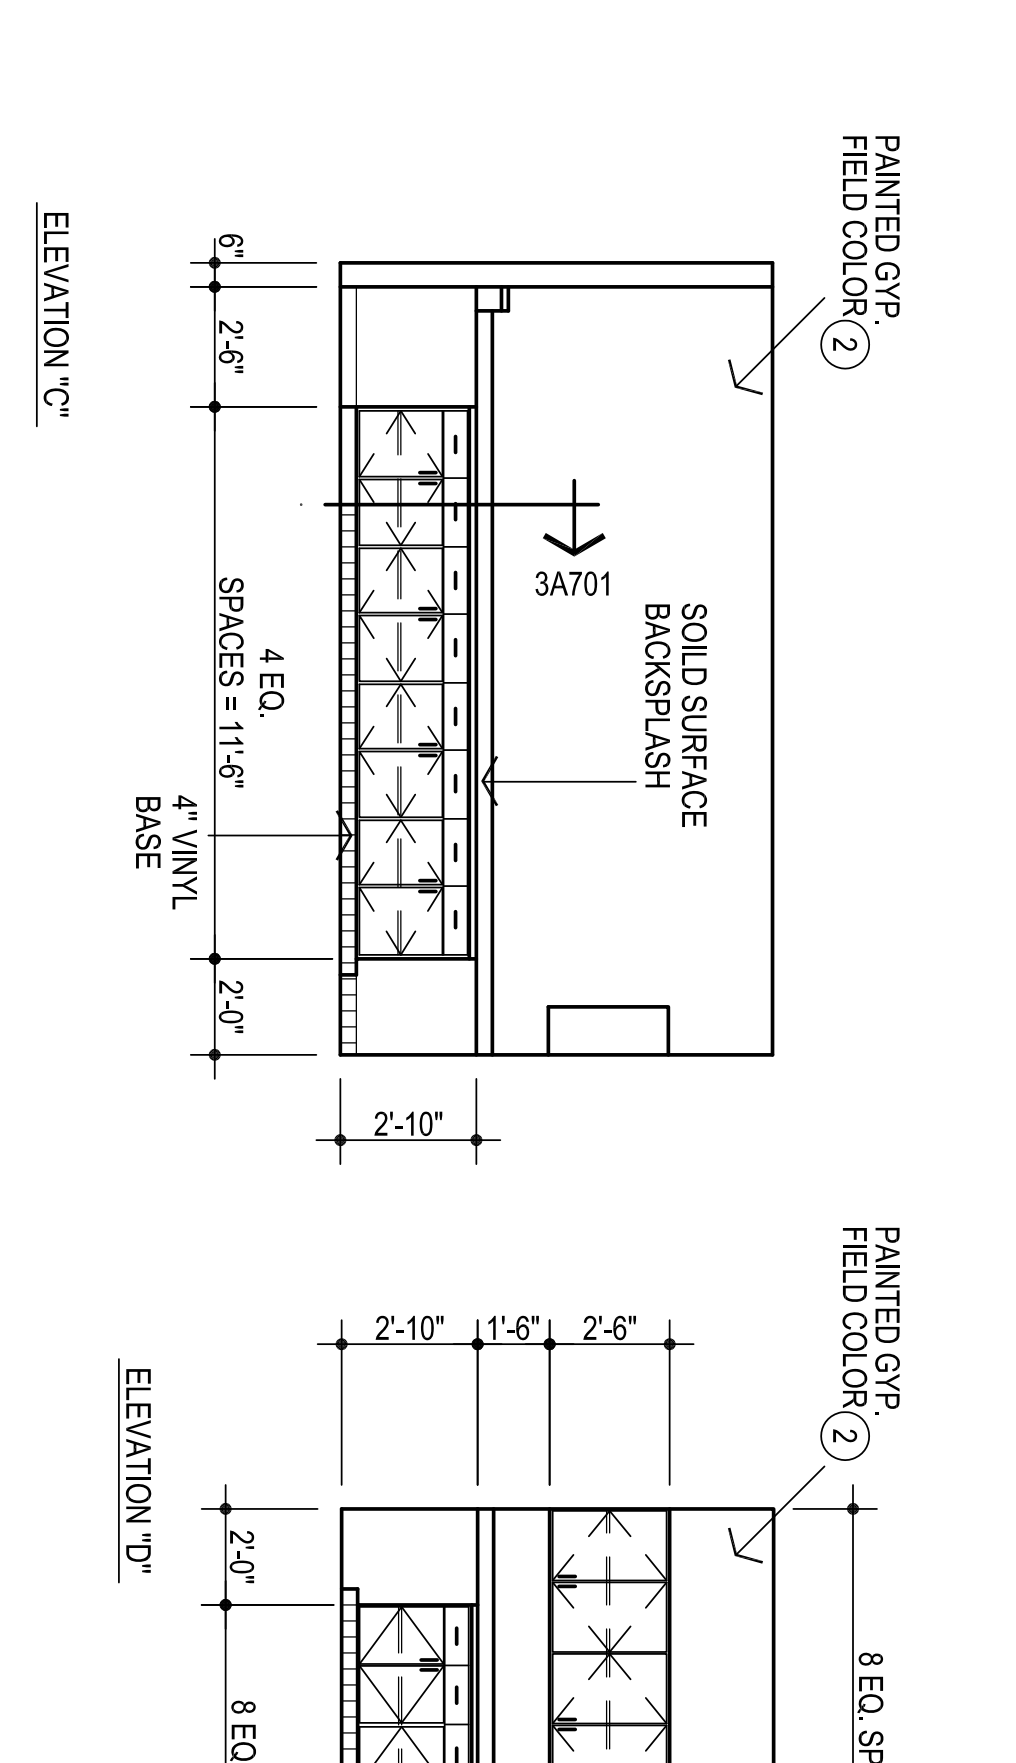 PAINTED GYP.
FIELD COLOR
2
6"
2'-6"
4 EQ.
SPACES = 11'-6"
2'-0"
3A701
SOILD SURFACE
BACKSPLASH
4" VINYL
BASE
2'-10"
ELEVATION "C"
PAINTED GYP.
FIELD COLOR
2
2'-10"
1'-6"
2'-6"
8 EQ. SP
2'-0"
8 EQ.
ELEVATION "D"